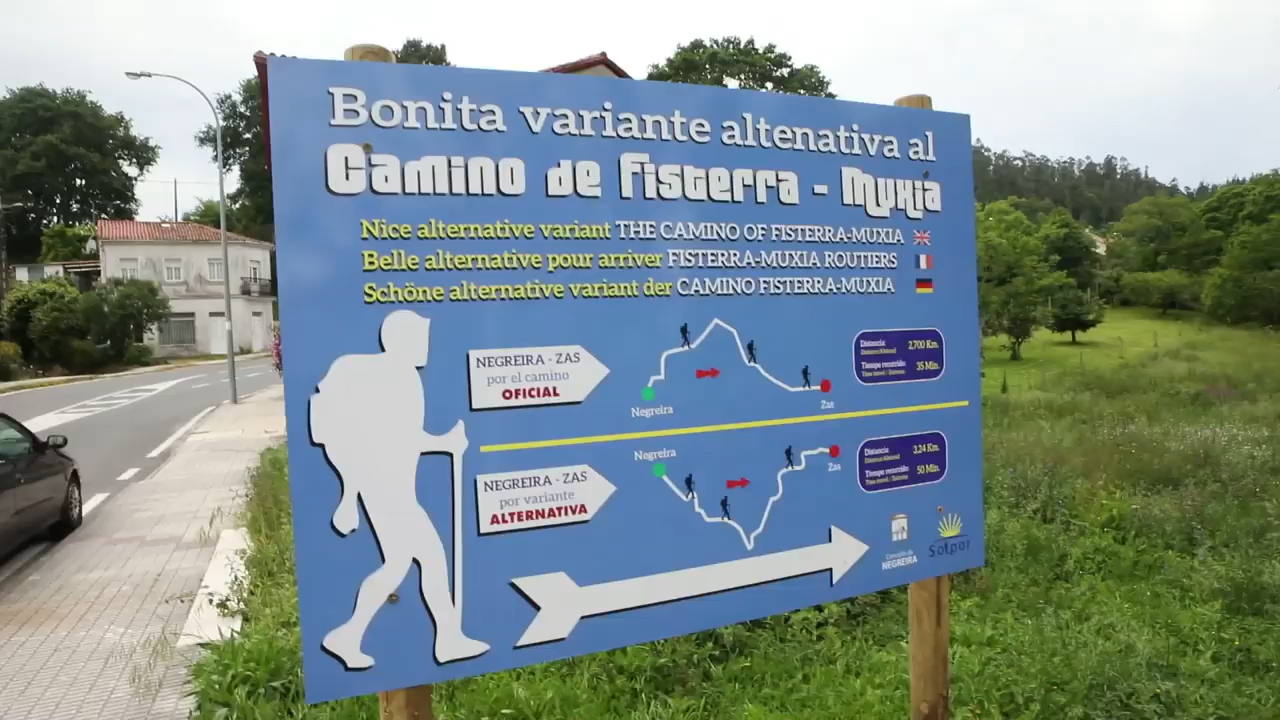 Bonita variante altenativa al
Camino de Fisterra - Muxia
Nice alternative variant THE CAMINO OF FISTERRA-MUXIA
Belle alternative pour arriver FISTERRA-MUXIA ROUTIERS
Schöne alternative variant der CAMINO FISTERRA-MUXIA
NEGREIRA - ZAS
por el camino
OFICIAL
Negreira
Zas
Distancia:
2,700 Km.
Tiempo recorrido:
35 Min.
NEGREIRA - ZAS
por variante
ALTERNATIVA
Negreira
Zas
Distancia:
3,24 Km.
Tiempo recorrido:
50 Min.
Concello de
NEGREIRA
Solpor